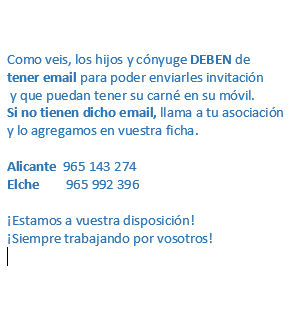 Como veis, los hijos y cónyuge DEBEN de
tener email para poder enviarles invitación
y que puedan tener su carné en su móvil.
Si no tienen dicho email, llama a tu asociación
y lo agregamos en vuestra ficha.
Alicante 965 143 274
Elche 965 992 396
¡Estamos a vuestra disposición!
¡Siempre trabajando por vosotros!